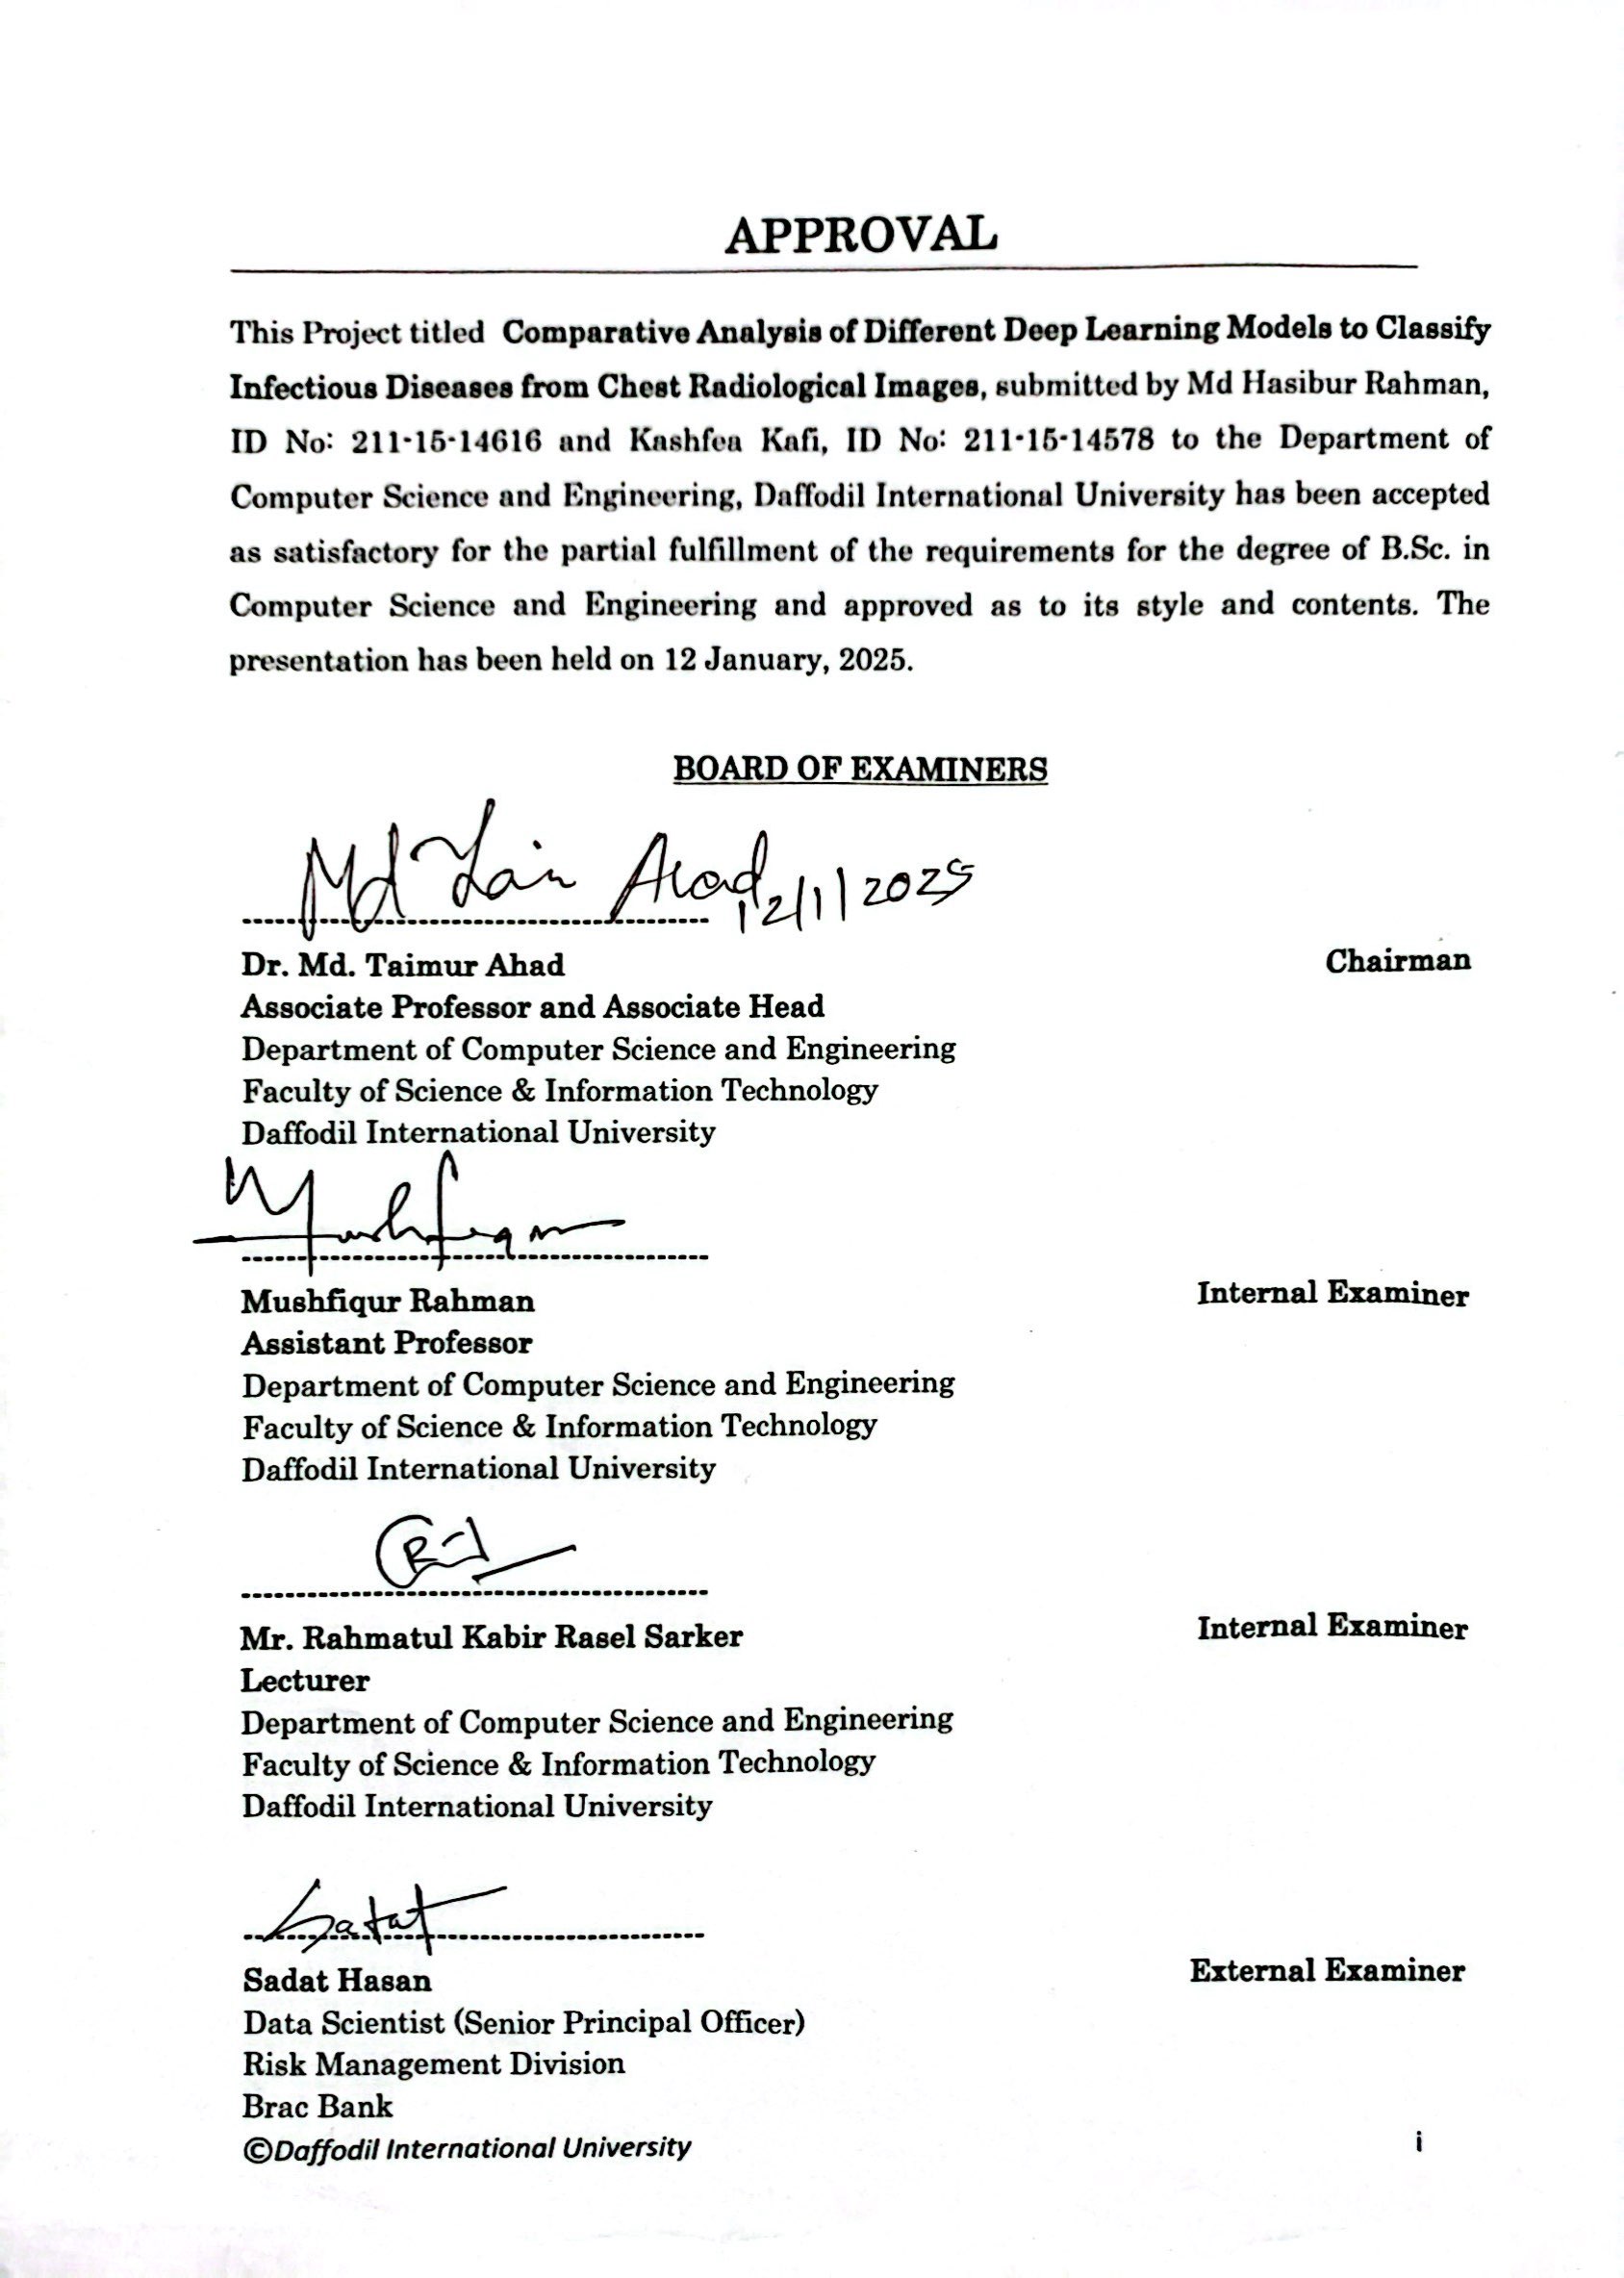 APPROVAL
This Project titled Comparative Analysis of Different Deep Learning Models to Classify
Infectious Diseases from Chest Radiological Images, submitted by Md Hasibur Rahman,
ID No: 211-15-14616 and Kashfea Kafi, ID No: 211-15-14578 to the Department of
Computer Science and Engineering, Daffodil International University has been accepted
as satisfactory for the partial fulfillment of the requirements for the degree of B.Sc. in
Computer Science and Engineering and approved as to its style and contents. The
presentation has been held on 12 January, 2025.
BOARD OF EXAMINERS
Md 12/1/2025
Dr. Md. Taimur Ahad Chairman
Associate Professor and Associate Head
Department of Computer Science and Engineering
Faculty of Science & Information Technology
Daffodil International University
Mushfiqur Rahman Internal Examiner
Assistant Professor
Department of Computer Science and Engineering
Faculty of Science & Information Technology
Daffodil International University
Mr. Rahmatul Kabir Rasel Sarker Internal Examiner
Lecturer
Department of Computer Science and Engineering
Faculty of Science & Information Technology
Daffodil International University
Sadat Hasan External Examiner
Data Scientist (Senior Principal Officer)
Risk Management Division
Brac Bank
©Daffodil International University i